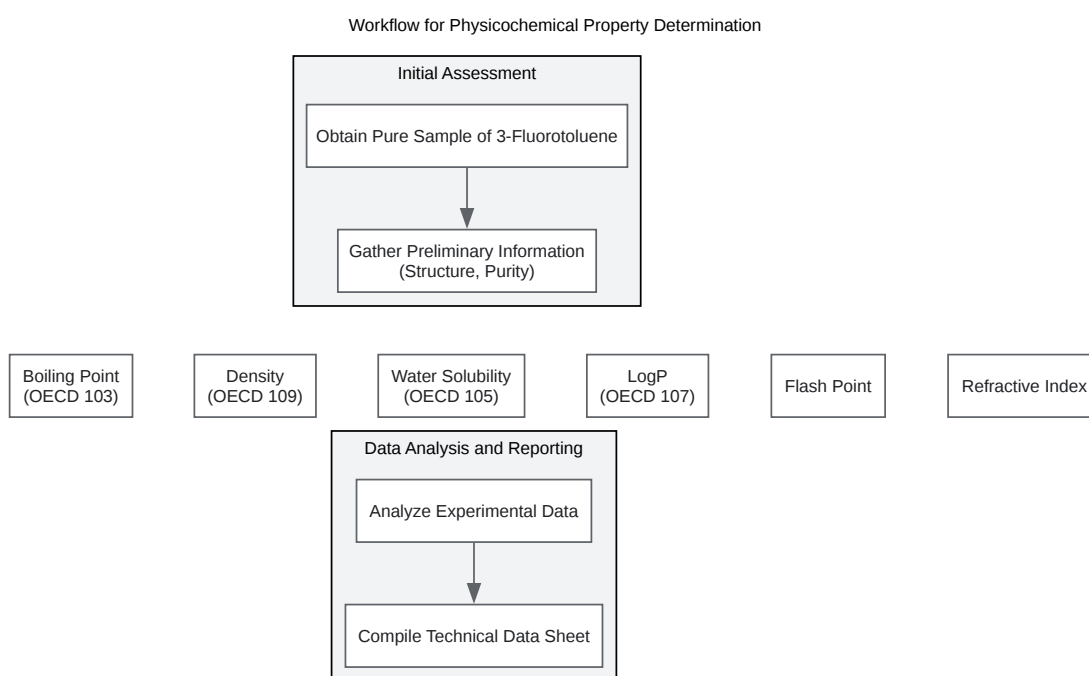 Workflow for Physicochemical Property Determination
Initial Assessment
Obtain Pure Sample of 3-Fluorotoluene
Gather Preliminary Information
(Structure, Purity)
Boiling Point
(OECD 103)
Density
(OECD 109)
Water Solubility
(OECD 105)
LogP
(OECD 107)
Flash Point
Refractive Index
Data Analysis and Reporting
Analyze Experimental Data
Compile Technical Data Sheet